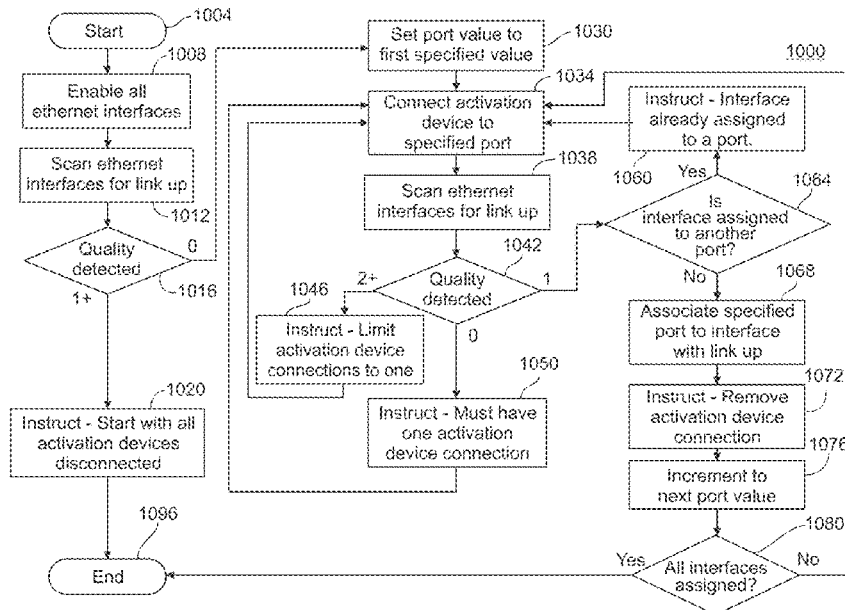 1004
Start
1008
Enable all
ethernet interfaces
Scan ethernet
interfaces for link up
1012
Quality
detected
0
1+
1016
1020
Instruct - Start with all
activation devices
disconnected
1096
End
Set port value to
first specified value
1030
1034
Connect activation
device to
specified port
1038
Scan ethernet
interfaces for link up
1042
Quality
detected
2+
1
0
1046
Instruct - Limit
activation device
connections to one
1050
Instruct - Must have
one activation
device connection
1000
Instruct - Interface
already assigned
to a port.
1060
Yes
1064
Is
interface assigned
to another
port?
No
1068
Associate specified
port to interface
with link up
1072
Instruct - Remove
activation device
connection
1076
Increment to
next port value
1080
Yes
All interfaces
assigned?
No